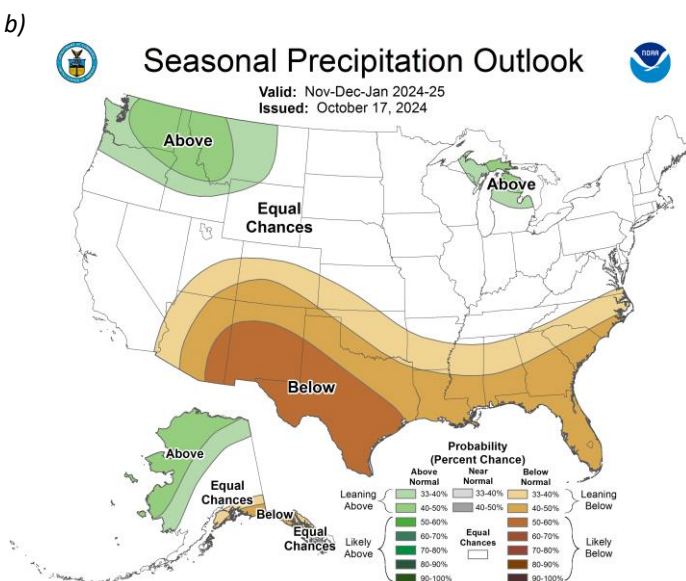 b)
Seasonal Precipitation Outlook
NOAA
Valid: Nov-Dec-Jan 2024-25
Issued: October 17, 2024
Above
Above
Equal
Chances
Below
Above
Equal
Chances
Below
Equal
Chances
Probability
(Percent Chance)
Above
Normal
Near
Normal
Below
Normal
Leaning
Above
33-40%
33-40%
33-40%
Leaning
Below
40-50%
40-50%
40-50%
Likely
Above
50-60%
60-70%
70-80%
80-90%
90-100%
Equal
Chances
50-60%
60-70%
70-80%
80-90%
90-100%
Likely
Below